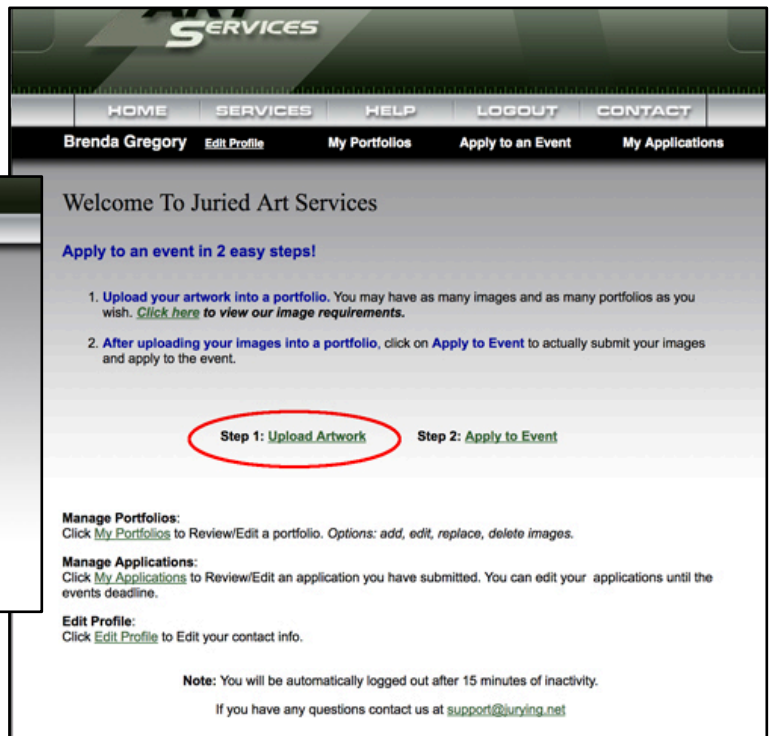 ART
SERVICES
HOME SERVICES HELP LOGOUT CONTACT
Brenda Gregory Edit Profile My Portfolios Apply to an Event My Applications
Welcome To Juried Art Services
Apply to an event in 2 easy steps!
1. Upload your artwork into a portfolio. You may have as many images and as many portfolios as you
wish. Click here to view our image requirements.
2. After uploading your images into a portfolio, click on Apply to Event to actually submit your images
and apply to the event.
Step 1: Upload Artwork Step 2: Apply to Event
Manage Portfolios:
Click My Portfolios to Review/Edit a portfolio. Options: add, edit, replace, delete images.
Manage Applications:
Click My Applications to Review/Edit an application you have submitted. You can edit your applications until the
events deadline.
Edit Profile:
Click Edit Profile to Edit your contact info.
Note: You will be automatically logged out after 15 minutes of inactivity.
If you have any questions contact us at support@jurying.net